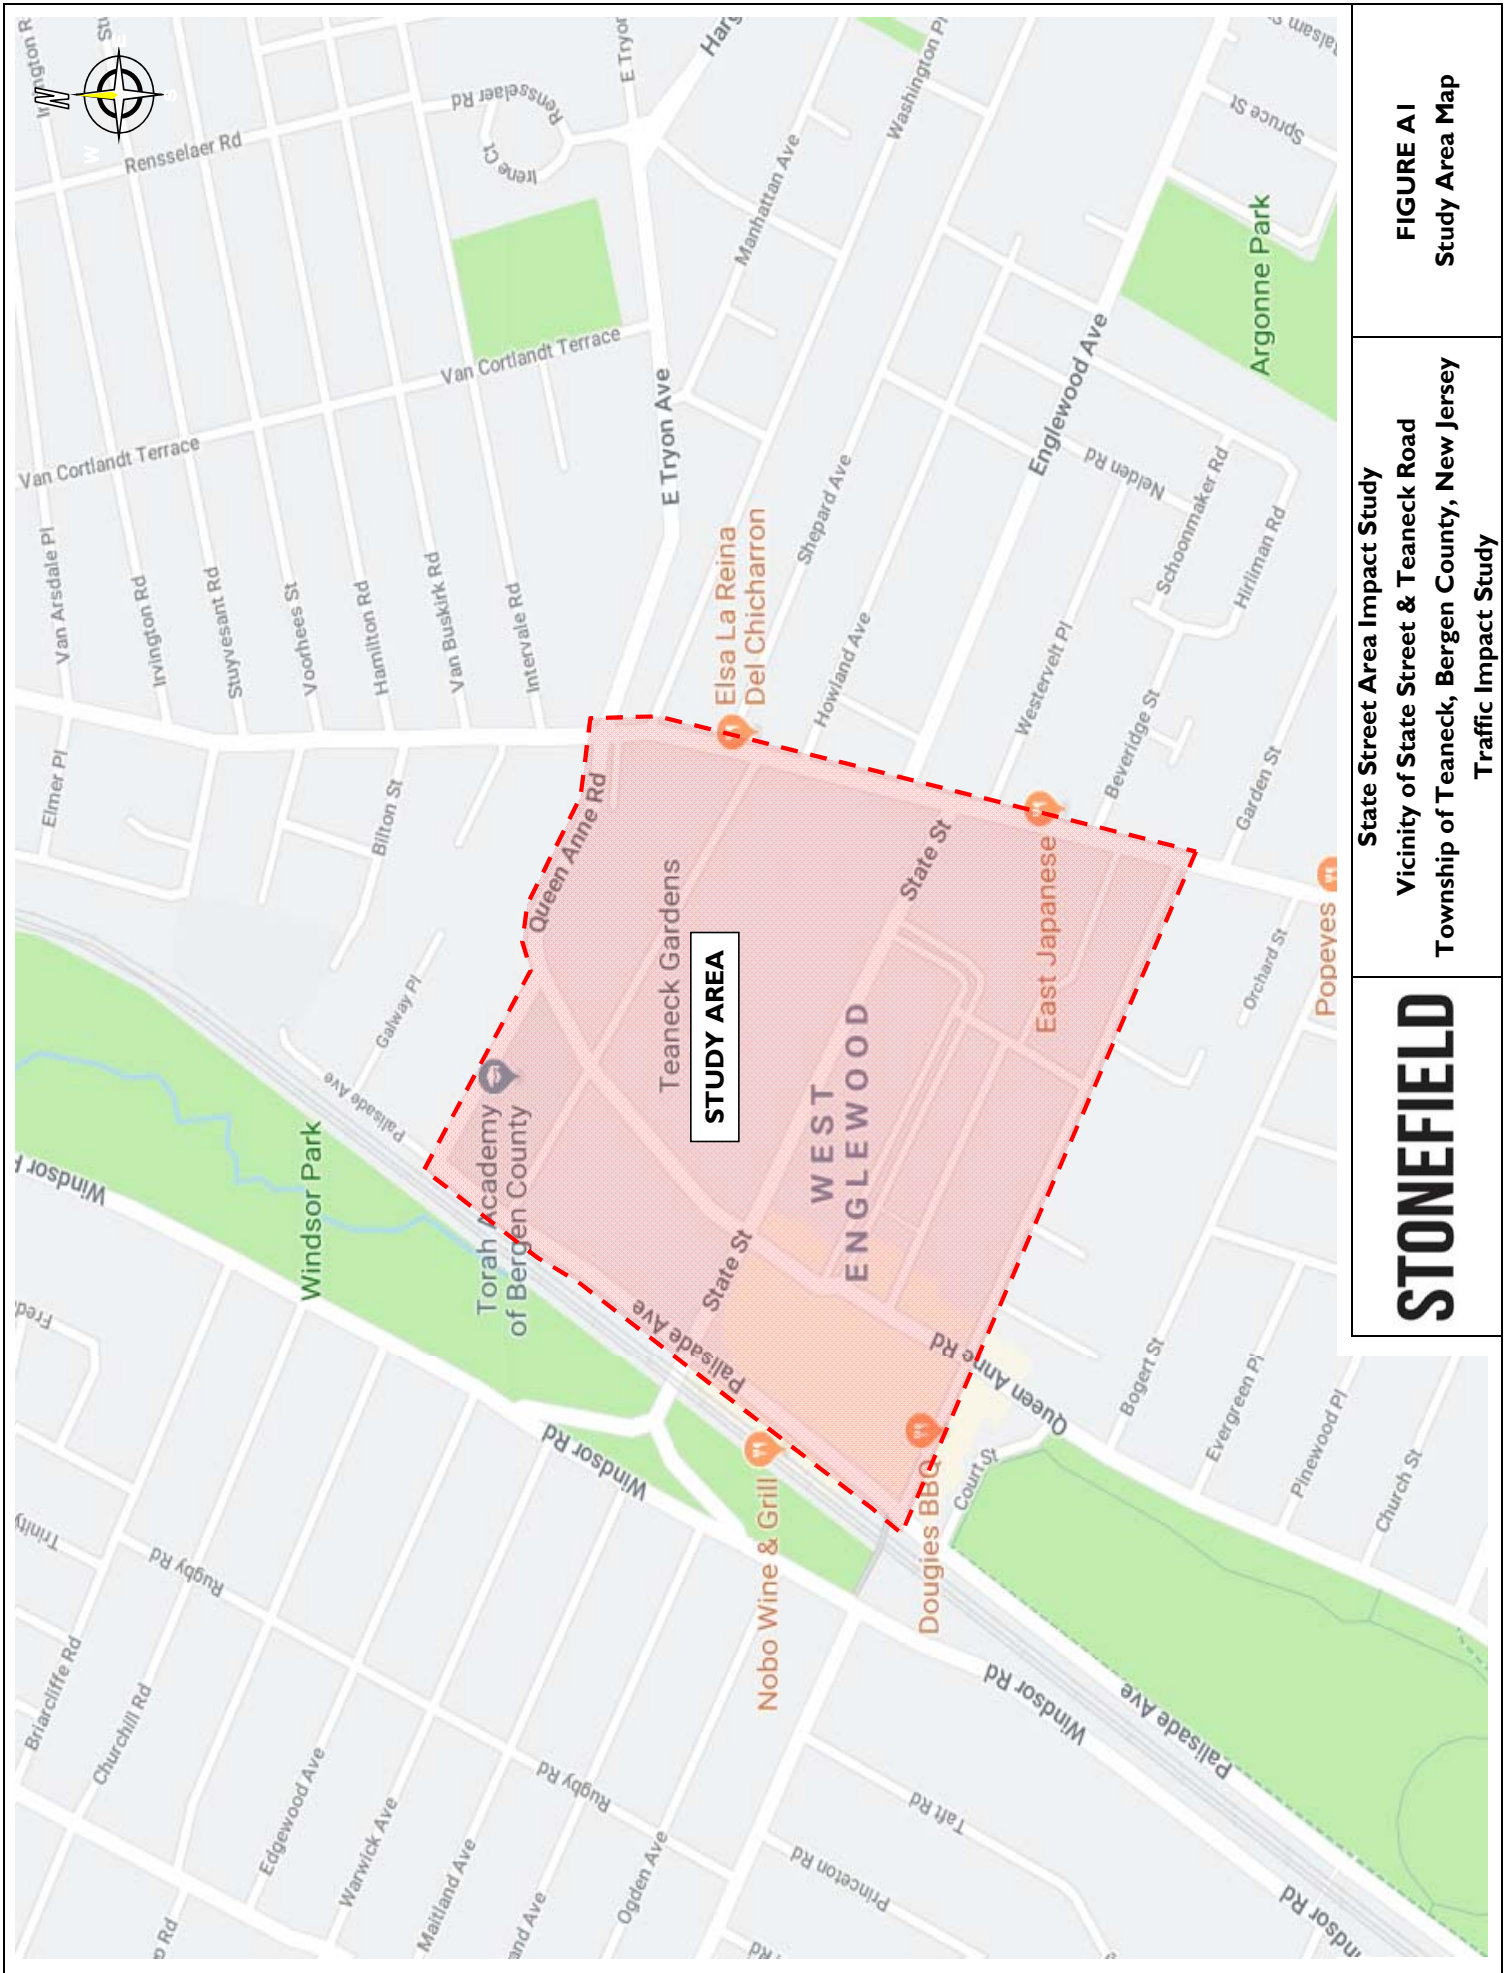 N
E
S
W
Rensselaer Rd
Rensselaer Rd
Irene Ct
E Tryon
Harg
Washington Pl
Manhattan Ave
Spruce St
Argonne Park
Van Cortlandt Terrace
Van Cortlandt Terrace
E Tryon Ave
Englewood Ave
Nelden Rd
Shepard Ave
Schoonmaker Rd
Hirliman Rd
Van Arsdale Pl
Irvington Rd
Stuyvesant Rd
Voorhees St
Hamilton Rd
Van Buskirk Rd
Intervale Rd
Elsa La Reina
Del Chicharron
Howland Ave
Westervelt Pl
Beveridge St
Garden St
Elmer Pl
Bilton St
Queen Anne Rd
Teaneck Gardens
State St
East Japanese
Popeyes
Orchard St
Galway Pl
Palisade Ave
Windsor Park
Torah Academy
of Bergen County
STUDY AREA
WEST
ENGLEWOOD
State St
Palisade Ave
Queen Anne Rd
Bogert St
Evergreen Pl
Pinewood Pl
Church St
Court St
Windsor Rd
Nobo Wine & Grill
Dougies BBQ
Trinity
Rugby Rd
Rugby Rd
Briarcliffe Rd
Churchill Rd
Edgewood Ave
Warwick Ave
Maitland Ave
and Ave
Ogden Ave
Princeton Rd
Taft Rd
Windsor Rd
Palisade Ave
STONEFIELD
State Street Area Impact Study
Vicinity of State Street & Teaneck Road
Township of Teaneck, Bergen County, New Jersey
Traffic Impact Study
FIGURE A1
Study Area Map